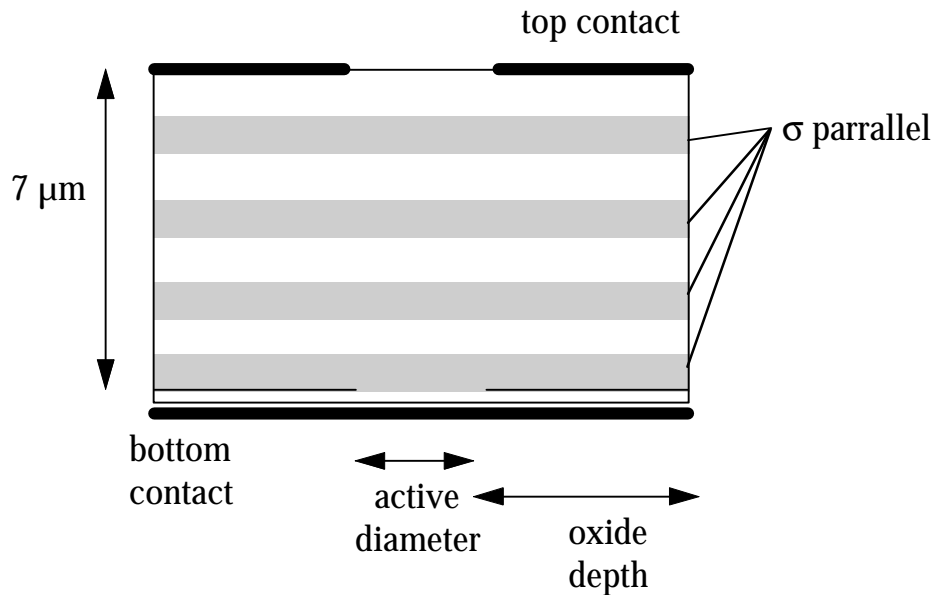 top contact
σ parrallel
7 μm
bottom
contact
active
diameter
oxide
depth